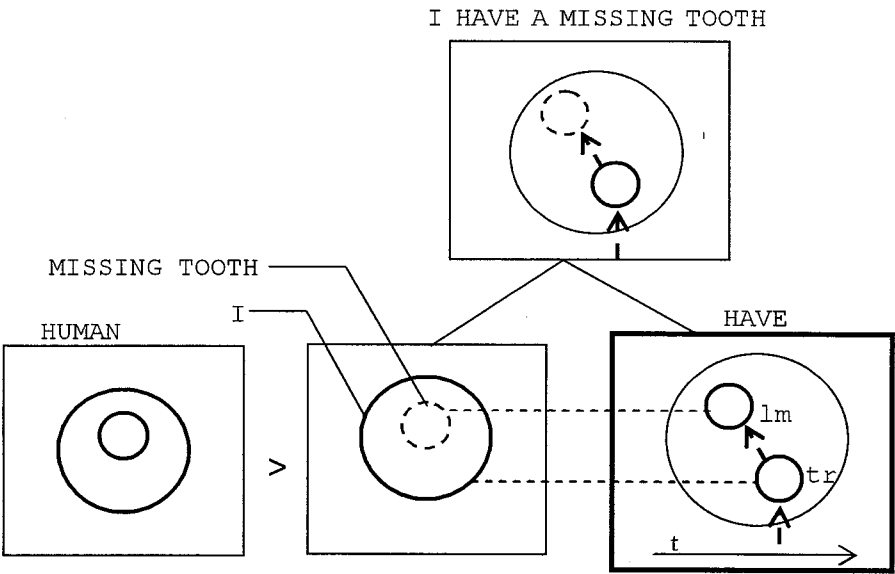 I HAVE A MISSING TOOTH
MISSING TOOTH
I
HUMAN
HAVE
>
lm
tr
t